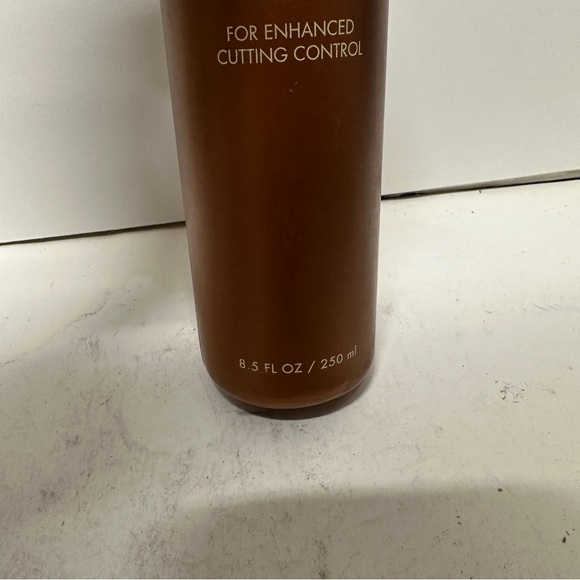 FOR ENHANCED
CUTTING CONTROL
8.5 FL OZ / 250 ml